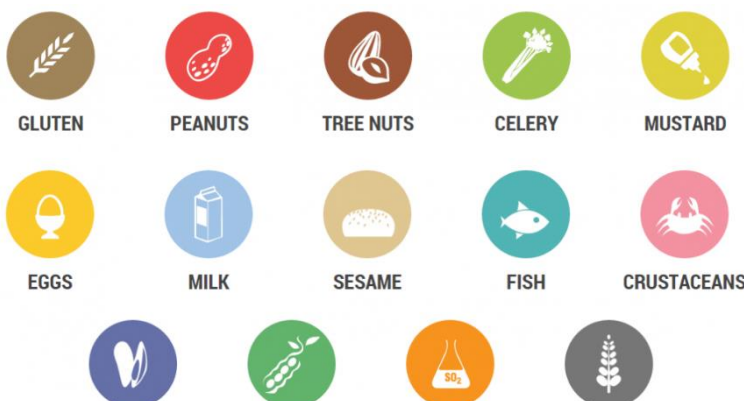 GLUTEN PEANUTS TREE NUTS CELERY MUSTARD
EGGS MILK SESAME FISH CRUSTACEANS
SO₂